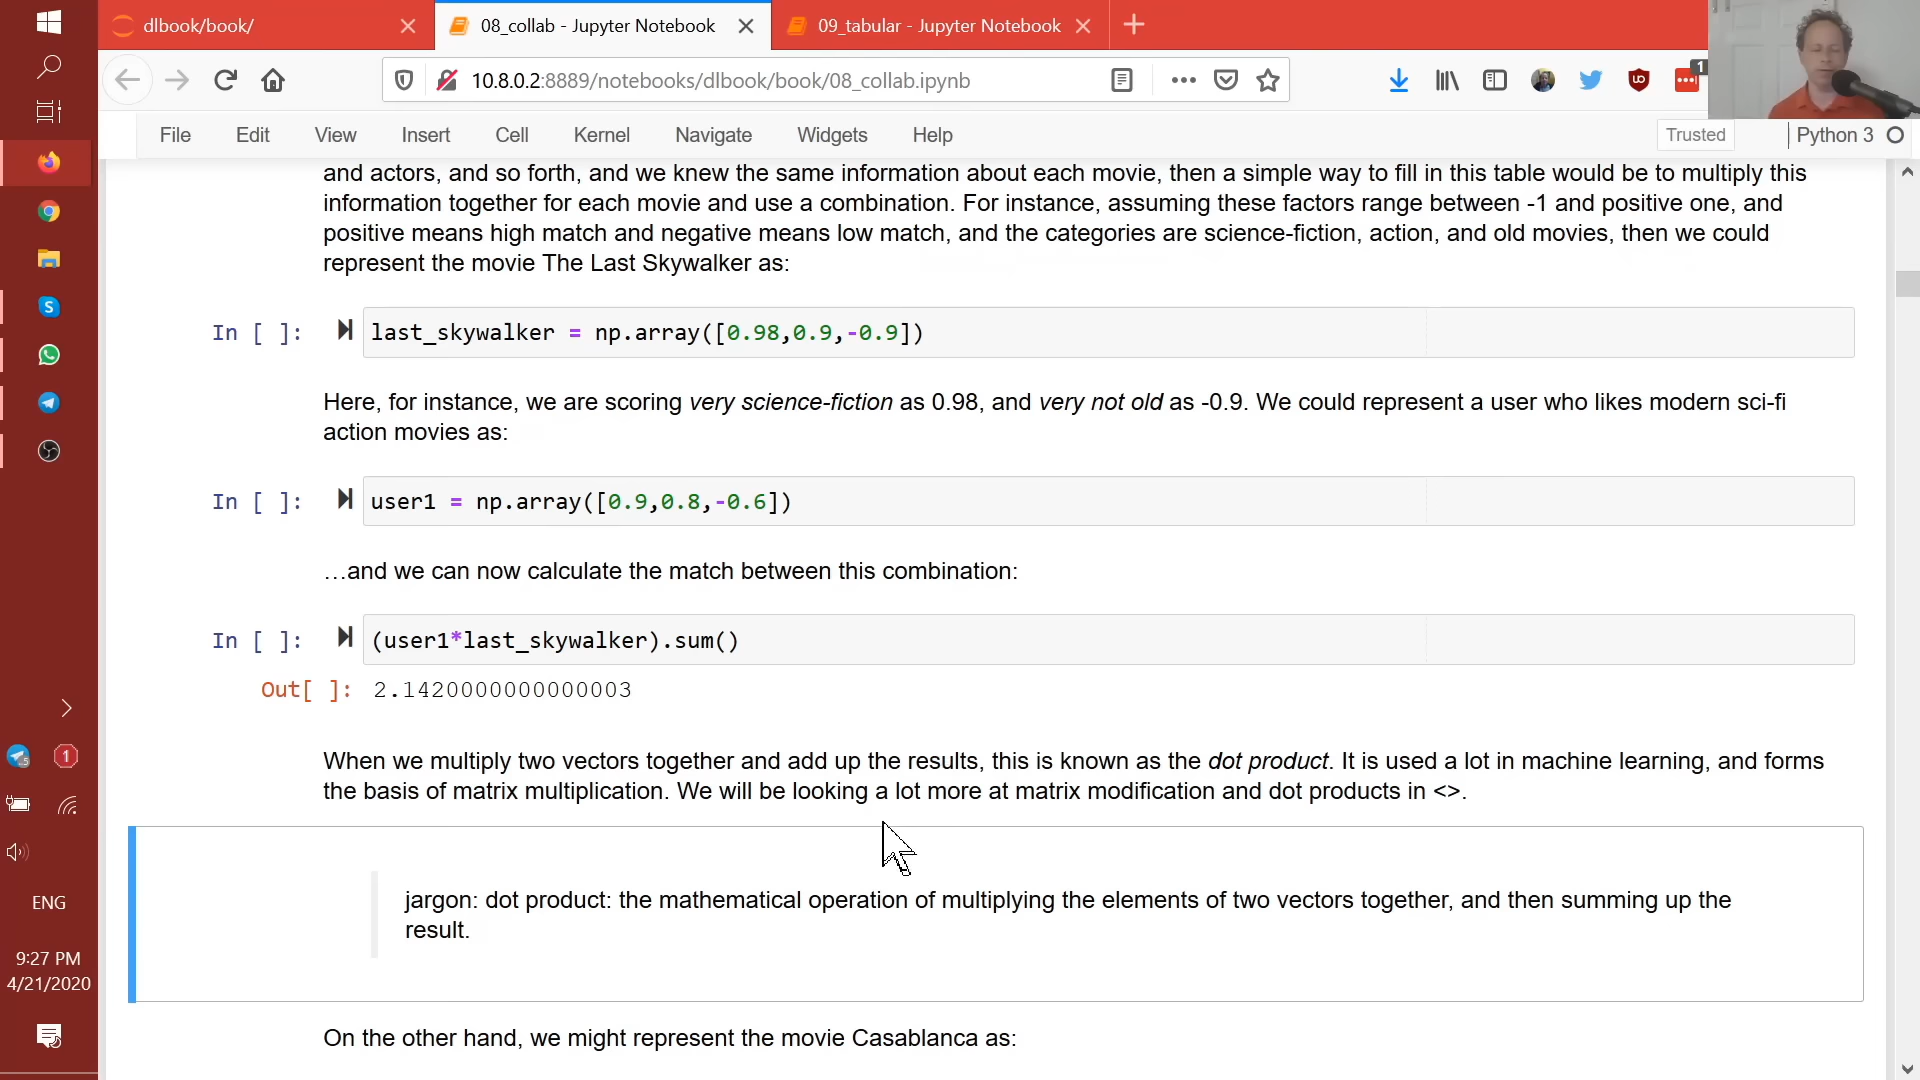 dlbook/book/
08_collab - Jupyter Notebook
09_tabular - Jupyter Notebook
10.8.0.2:8889/notebooks/dlbook/book/08_collab.ipynb
1
File Edit View Insert Cell Kernel Navigate Widgets Help
Trusted
Python 3
and actors, and so forth, and we knew the same information about each movie, then a simple way to fill in this table would be to multiply this
information together for each movie and use a combination. For instance, assuming these factors range between -1 and positive one, and
positive means high match and negative means low match, and the categories are science-fiction, action, and old movies, then we could
represent the movie The Last Skywalker as:
In [ ]: last_skywalker = np.array([0.98,0.9,-0.9])
Here, for instance, we are scoring very science-fiction as 0.98, and very not old as -0.9. We could represent a user who likes modern sci-fi
action movies as:
In [ ]: user1 = np.array([0.9,0.8,-0.6])
…and we can now calculate the match between this combination:
In [ ]: (user1*last_skywalker).sum()
Out[ ]: 2.1420000000000003
When we multiply two vectors together and add up the results, this is known as the dot product. It is used a lot in machine learning, and forms
the basis of matrix multiplication. We will be looking a lot more at matrix modification and dot products in <>.
jargon: dot product: the mathematical operation of multiplying the elements of two vectors together, and then summing up the
result.
On the other hand, we might represent the movie Casablanca as:
1
ENG
9:27 PM
4/21/2020